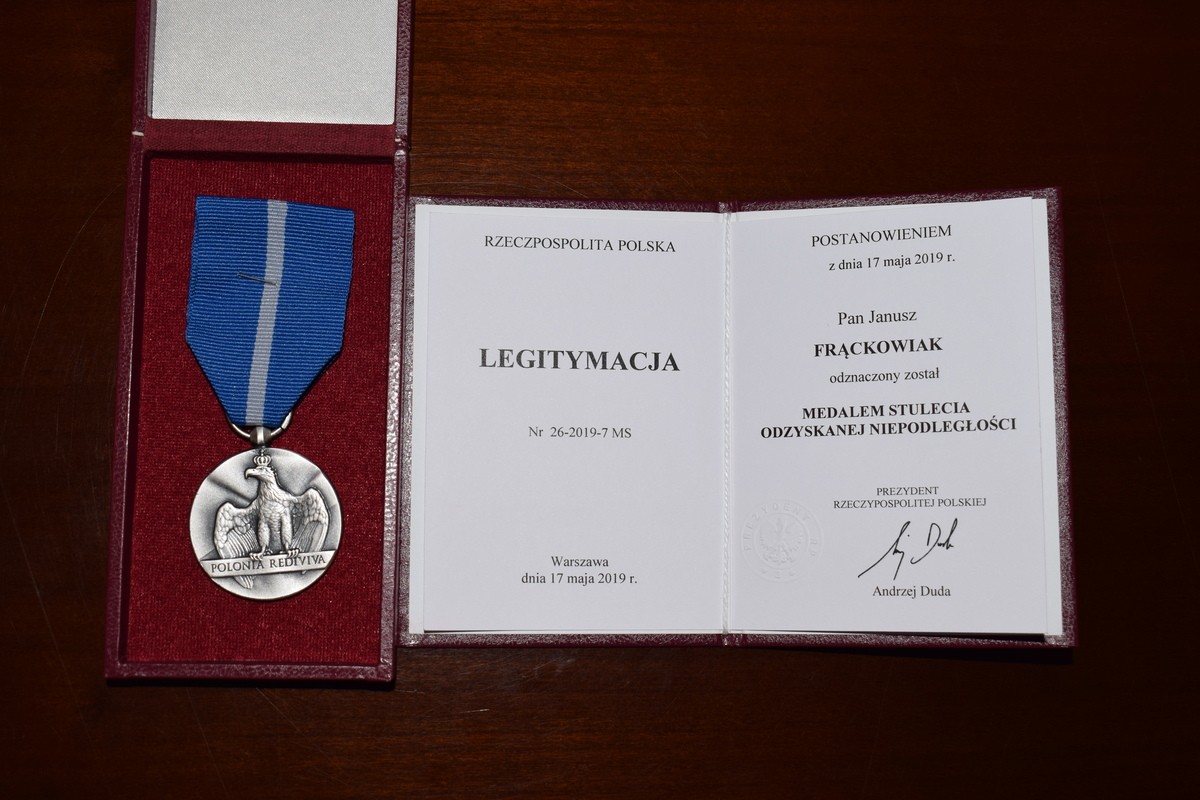 POLONIA REDIVIVA
RZECZPOSPOLITA POLSKA
LEGITYMACJA
Nr 26-2019-7 MS
Warszawa
dnia 17 maja 2019 r.
POSTANOWIENIEM
z dnia 17 maja 2019 r.
Pan Janusz
FRĄCKOWIAK
odznaczony został
MEDALEM STULECIA
ODZYSKANEJ NIEPODLEGŁOŚCI
PREZYDENT
RZECZYPOSPOLITEJ POLSKIEJ
Andrzej Duda